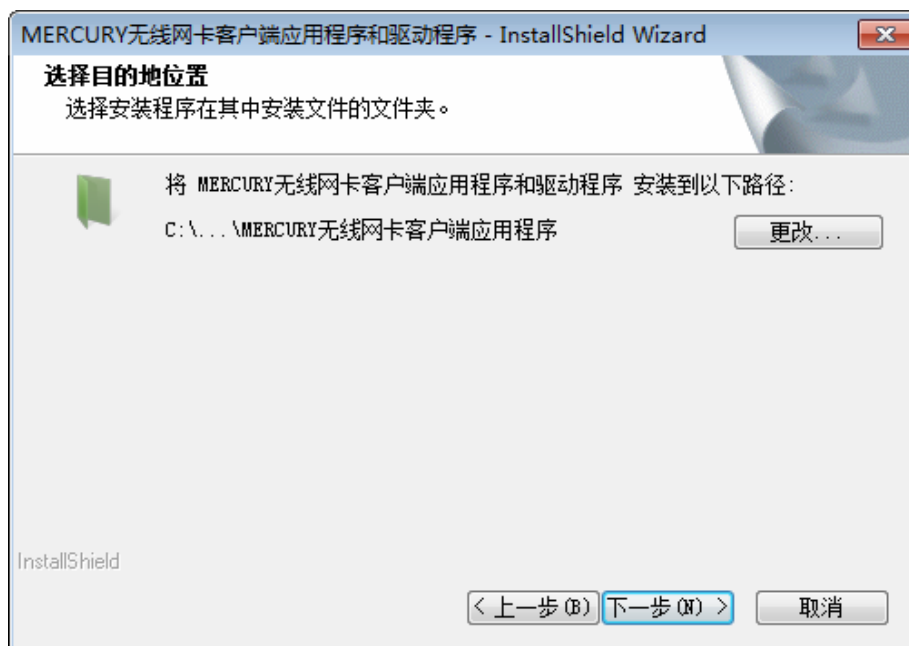 MERCURY无线网卡客户端应用程序和驱动程序 - InstallShield Wizard
选择目的地位置
选择安装程序在其中安装文件的文件夹。
将 MERCURY无线网卡客户端应用程序和驱动程序 安装到以下路径:
C:\...\MERCURY无线网卡客户端应用程序
更改...
InstallShield
< 上一步(B)
下一步(N) >
取消